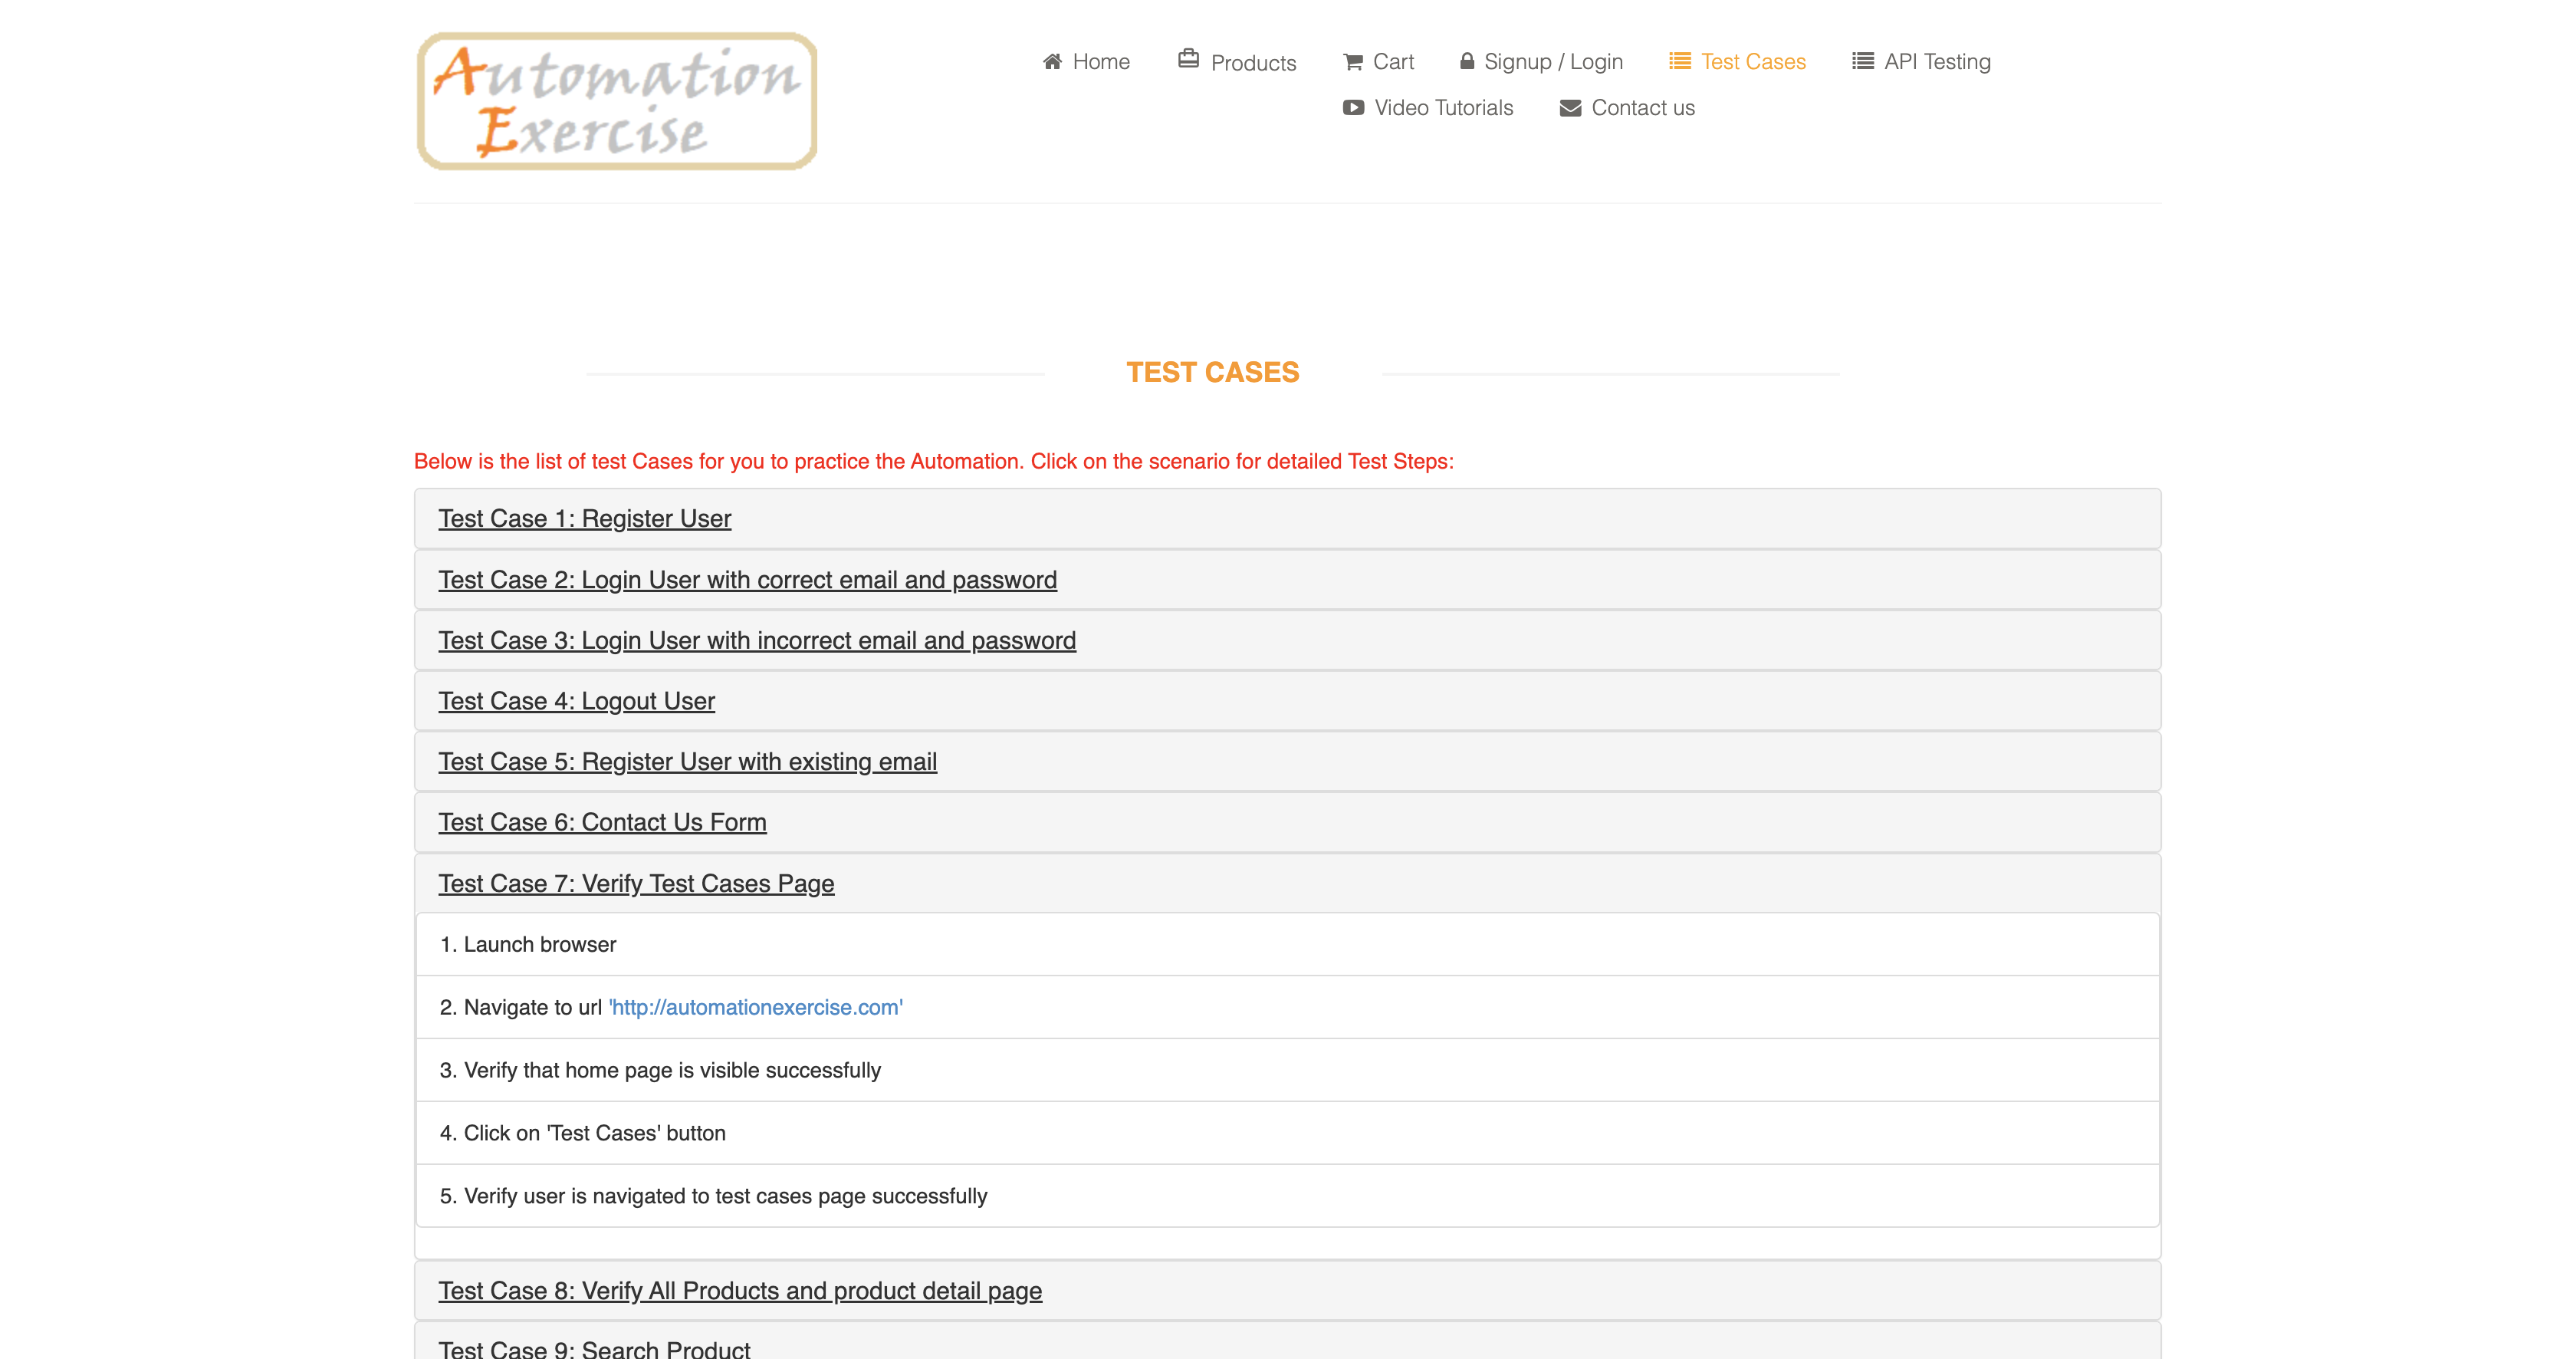 Automation
Exercise
Home
Products
Cart
Signup / Login
Test Cases
API Testing
Video Tutorials
Contact us
TEST CASES
Below is the list of test Cases for you to practice the Automation. Click on the scenario for detailed Test Steps:
Test Case 1: Register User
Test Case 2: Login User with correct email and password
Test Case 3: Login User with incorrect email and password
Test Case 4: Logout User
Test Case 5: Register User with existing email
Test Case 6: Contact Us Form
Test Case 7: Verify Test Cases Page
1. Launch browser
2. Navigate to url 'http://automationexercise.com'
3. Verify that home page is visible successfully
4. Click on 'Test Cases' button
5. Verify user is navigated to test cases page successfully
Test Case 8: Verify All Products and product detail page
Test Case 9: Search Product